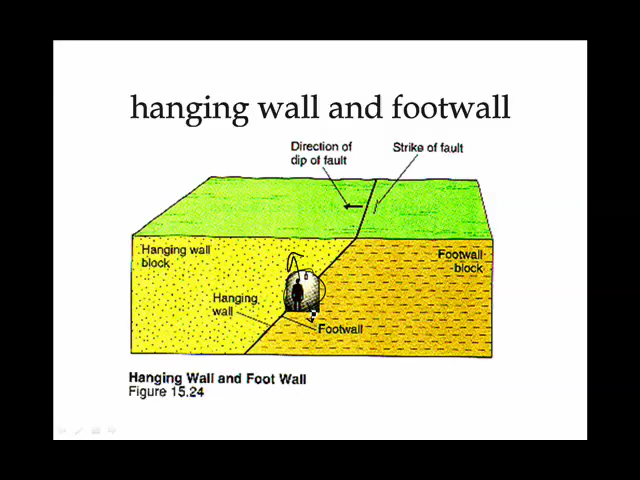 hanging wall and footwall
Direction of
dip of fault
Strike of fault
Hanging wall
block
Footwall
block
Hanging
wall
Footwall
Hanging Wall and Foot Wall
Figure 15.24